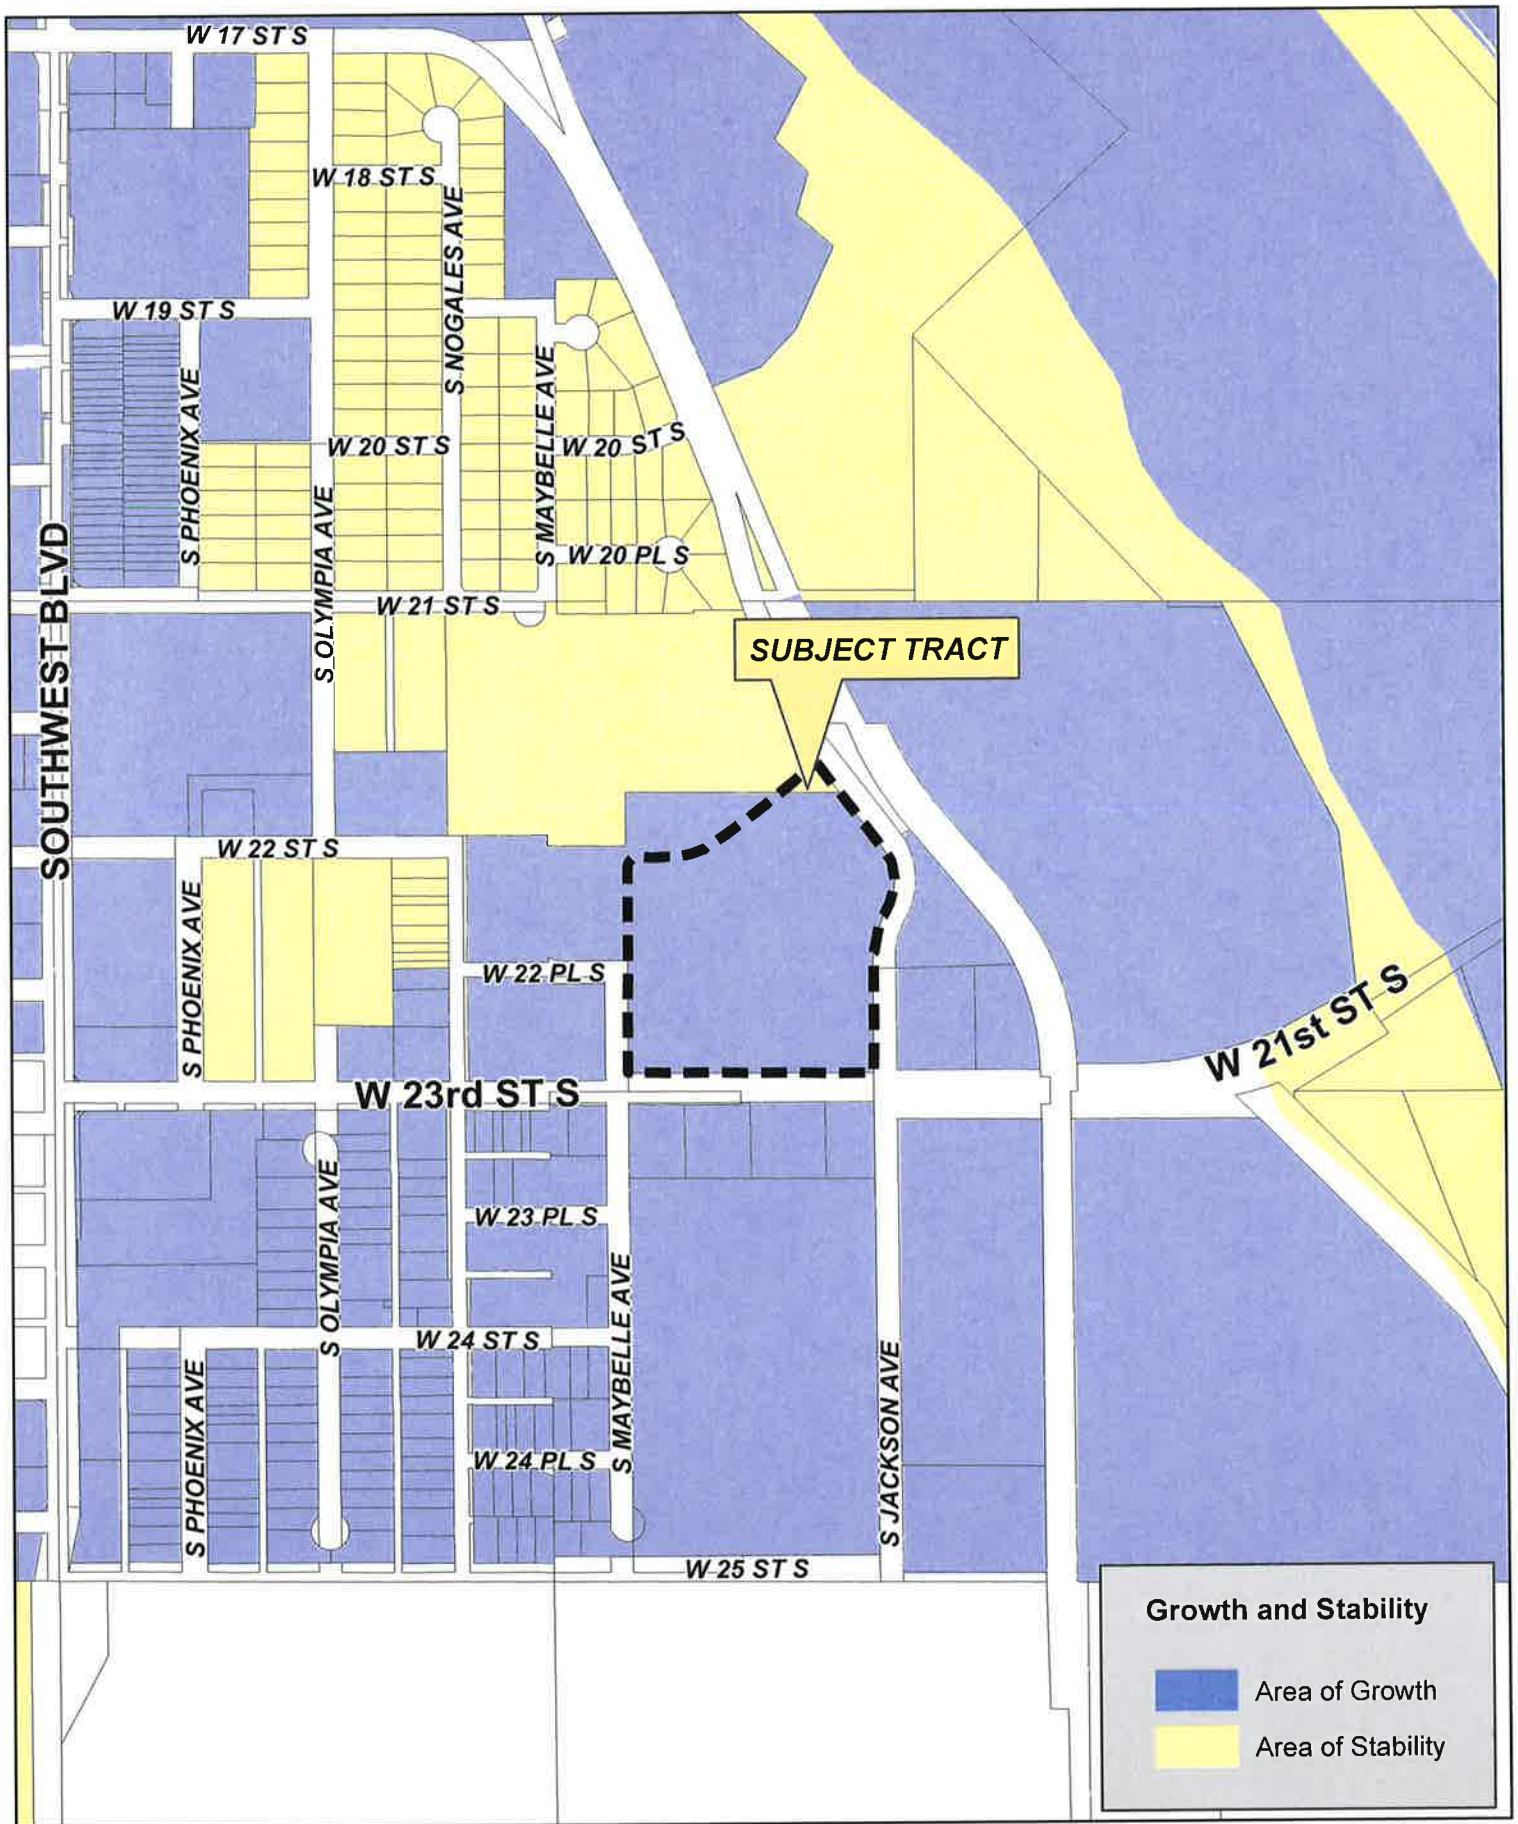 W 17 ST S
W 18 ST S
S NOGALES AVE
W 19 ST S
S PHOENIX AVE
S MAYBELLE AVE
W 20 ST S
W 20 ST S
S OLYMPIA AVE
W 20 PL S
SOUTHWEST BLVD
W 21 ST S
SUBJECT TRACT
W 22 ST S
S PHOENIX AVE
W 22 PL S
W 21st ST S
W 23rd ST S
S OLYMPIA AVE
W 23 PL S
S MAYBELLE AVE
W 24 ST S
S PHOENIX AVE
S JACKSON AVE
W 24 PL S
W 25 ST S
Growth and Stability
Area of Growth
Area of Stability